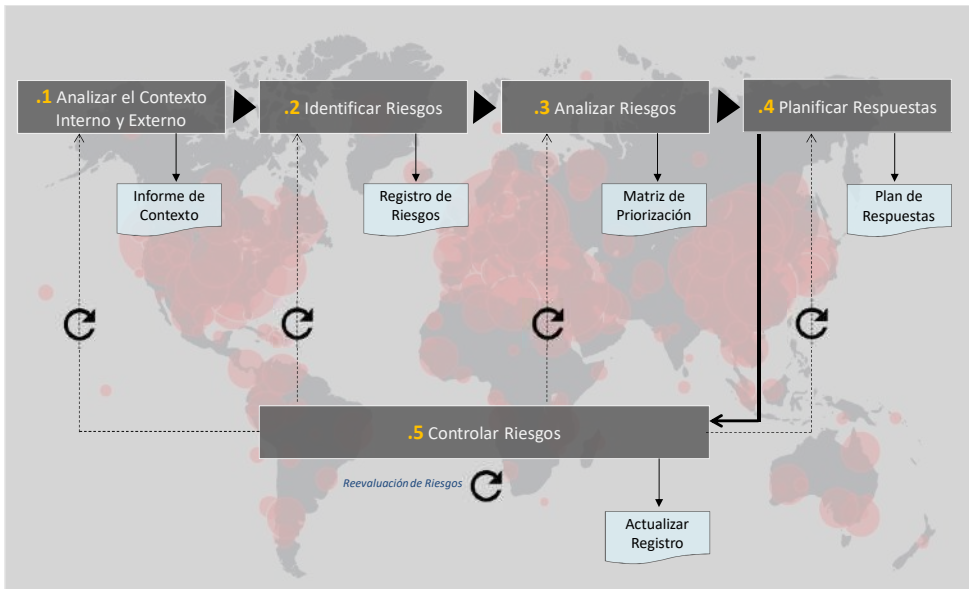 .1 Analizar el Contexto
Interno y Externo
.2 Identificar Riesgos
.3 Analizar Riesgos
.4 Planificar Respuestas
Informe de
Contexto
Registro de
Riesgos
Matriz de
Priorización
Plan de
Respuestas
.5 Controlar Riesgos
Reevaluación de Riesgos
Actualizar
Registro